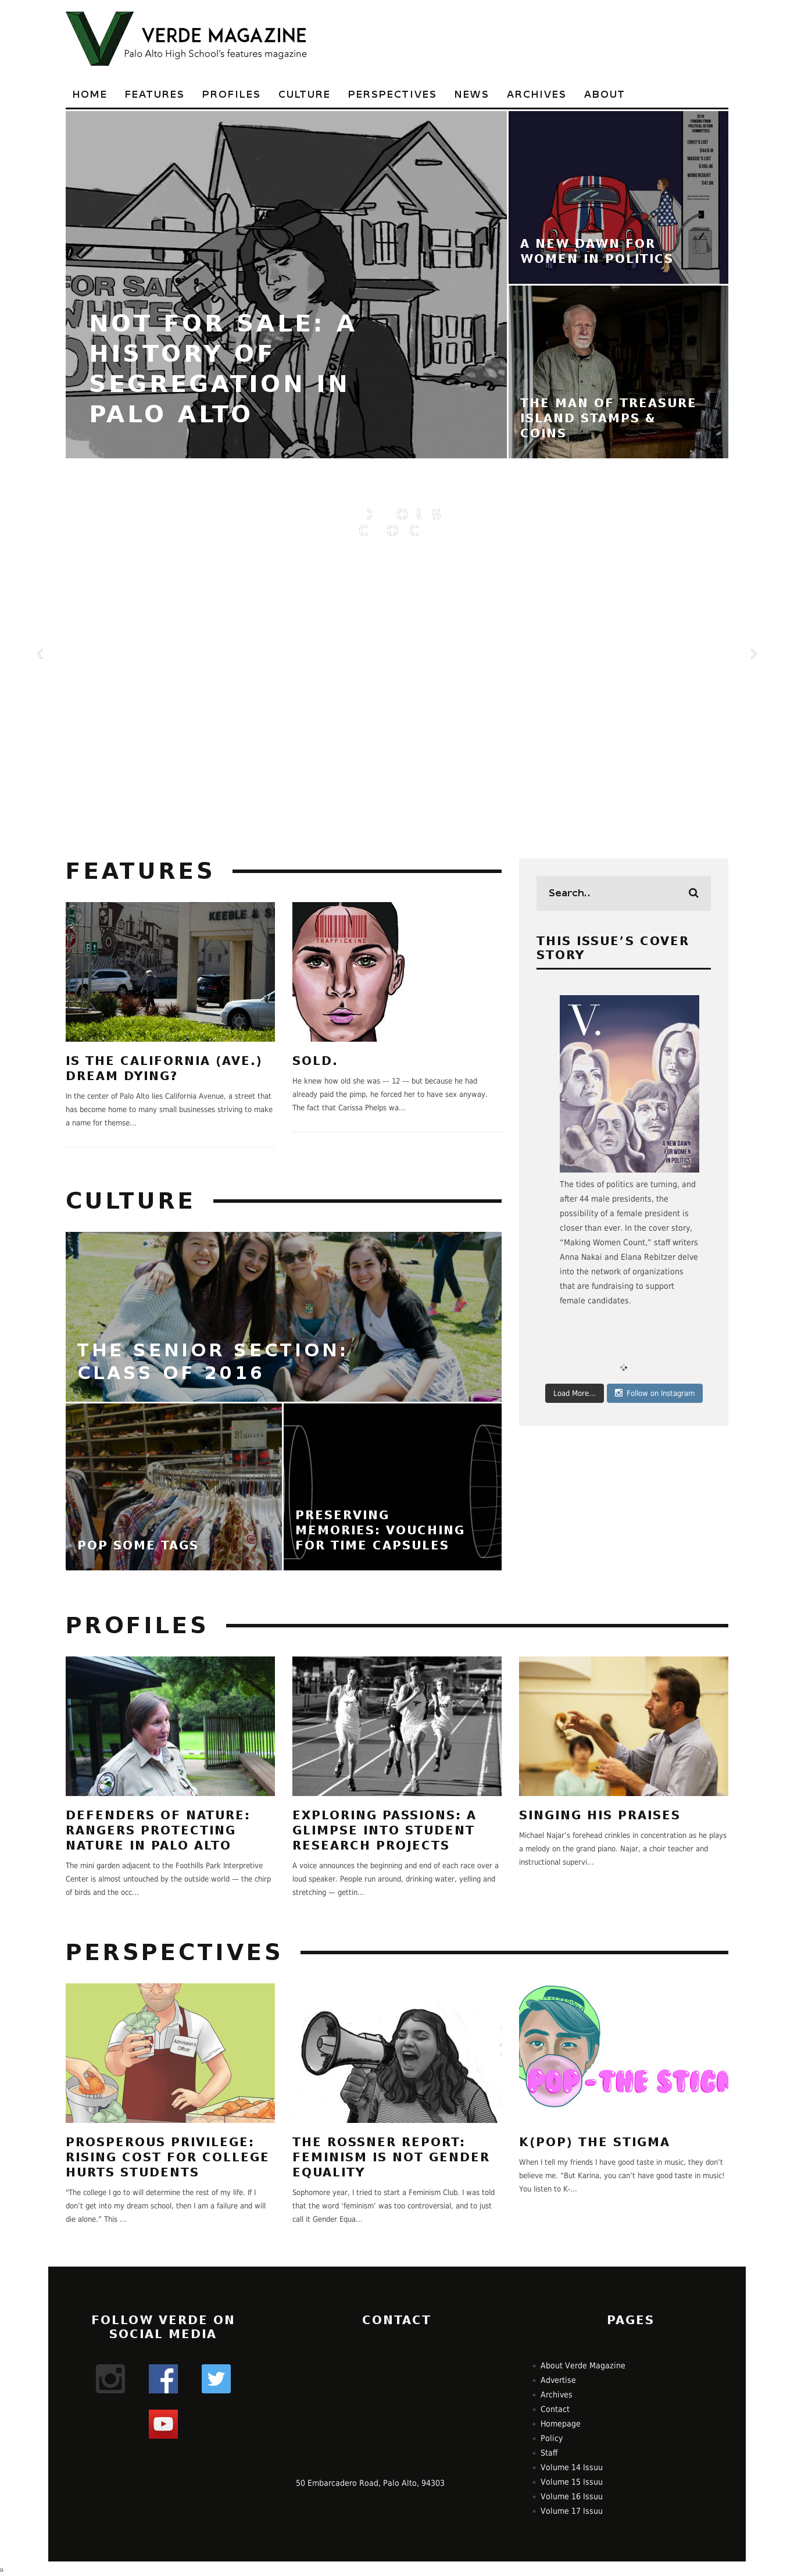 VERDE MAGAZINE
Palo Alto High School's features magazine
HOME FEATURES PROFILES CULTURE PERSPECTIVES NEWS ARCHIVES ABOUT
FOR SALE
NOT FOR SALE: A
HISTORY OF
SEGREGATION IN
PALO ALTO
A NEW DAWN FOR
WOMEN IN POLITICS
THE MAN OF TREASURE
ISLAND STAMPS &
COINS
FEATURES
KEEBLE & S
TRAFFICKING
IS THE CALIFORNIA (AVE.)
DREAM DYING?
In the center of Palo Alto lies California Avenue, a street that
has become home to many small businesses striving to make
a name for themse...
SOLD.
He knew how old she was -- 12 -- but because he had
already paid the pimp, he forced her to have sex anyway.
The fact that Carissa Phelps wa...
Search..
THIS ISSUE'S COVER
STORY
V.
A NEW DAWN
FOR WOMEN
IN POLITICS
The tides of politics are turning, and
after 44 male presidents, the
possibility of a female president is
closer than ever. In the cover story,
“Making Women Count,” staff writers
Anna Nakai and Elana Rebitzer delve
into the network of organizations
that are fundraising to support
female candidates.
Load More...
Follow on Instagram
CULTURE
THE SENIOR SECTION:
CLASS OF 2016
Blouses
POP SOME TAGS
PRESERVING
MEMORIES: VOUCHING
FOR TIME CAPSULES
PROFILES
DEFENDERS OF NATURE:
RANGERS PROTECTING
NATURE IN PALO ALTO
The mini garden adjacent to the Foothills Park Interpretive
Center is almost untouched by the outside world — the chirp
of birds and the occ...
EXPLORING PASSIONS: A
GLIMPSE INTO STUDENT
RESEARCH PROJECTS
A voice announces the beginning and end of each race over a
loud speaker. People run around, drinking water, yelling and
stretching — gettin...
SINGING HIS PRAISES
Michael Najar's forehead crinkles in concentration as he plays
a melody on the grand piano. Najar, a choir teacher and
instructional supervi...
PERSPECTIVES
Admission's
Officer
PROSPEROUS PRIVILEGE:
RISING COST FOR COLLEGE
HURTS STUDENTS
"The college I go to will determine the rest of my life. If I
don't get into my dream school, then I am a failure and will
die alone." This ...
THE ROSSNER REPORT:
FEMINISM IS NOT GENDER
EQUALITY
Sophomore year, I tried to start a Feminism Club. I was told
that the word ‘feminism’ was too controversial, and to just
call it Gender Equa...
POP-THE STIGM
K(POP) THE STIGMA
When I tell my friends I have good taste in music, they don't
believe me. “But Karina, you can't have good taste in music!
You listen to K-...
FOLLOW VERDE ON
SOCIAL MEDIA
CONTACT
50 Embarcadero Road, Palo Alto, 94303
PAGES
About Verde Magazine
Advertise
Archives
Contact
Homepage
Policy
Staff
Volume 14 Issuu
Volume 15 Issuu
Volume 16 Issuu
Volume 17 Issuu